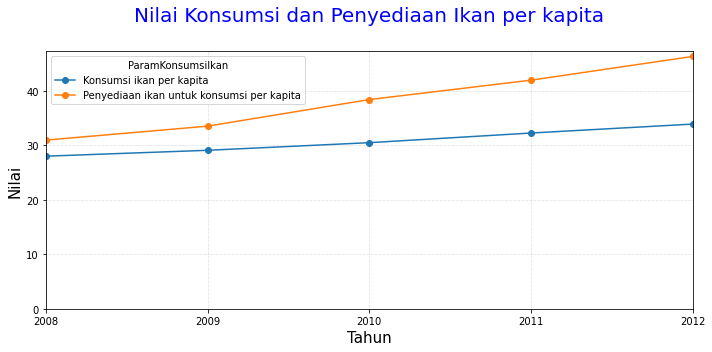 Nilai Konsumsi dan Penyediaan Ikan per kapita
ParamKonsumsiIkan
Konsumsi ikan per kapita
Penyediaan ikan untuk konsumsi per kapita
Nilai
40
30
20
10
0
2008
2009
2010
2011
2012
Tahun